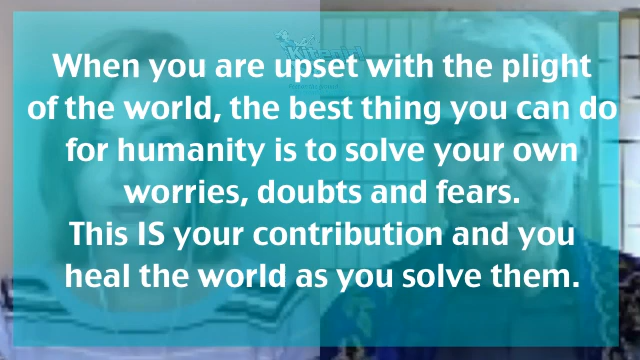 When you are upset with the plight
of the world, the best thing you can do
for humanity is to solve your own
worries, doubts and fears.
This IS your contribution and you
heal the world as you solve them.